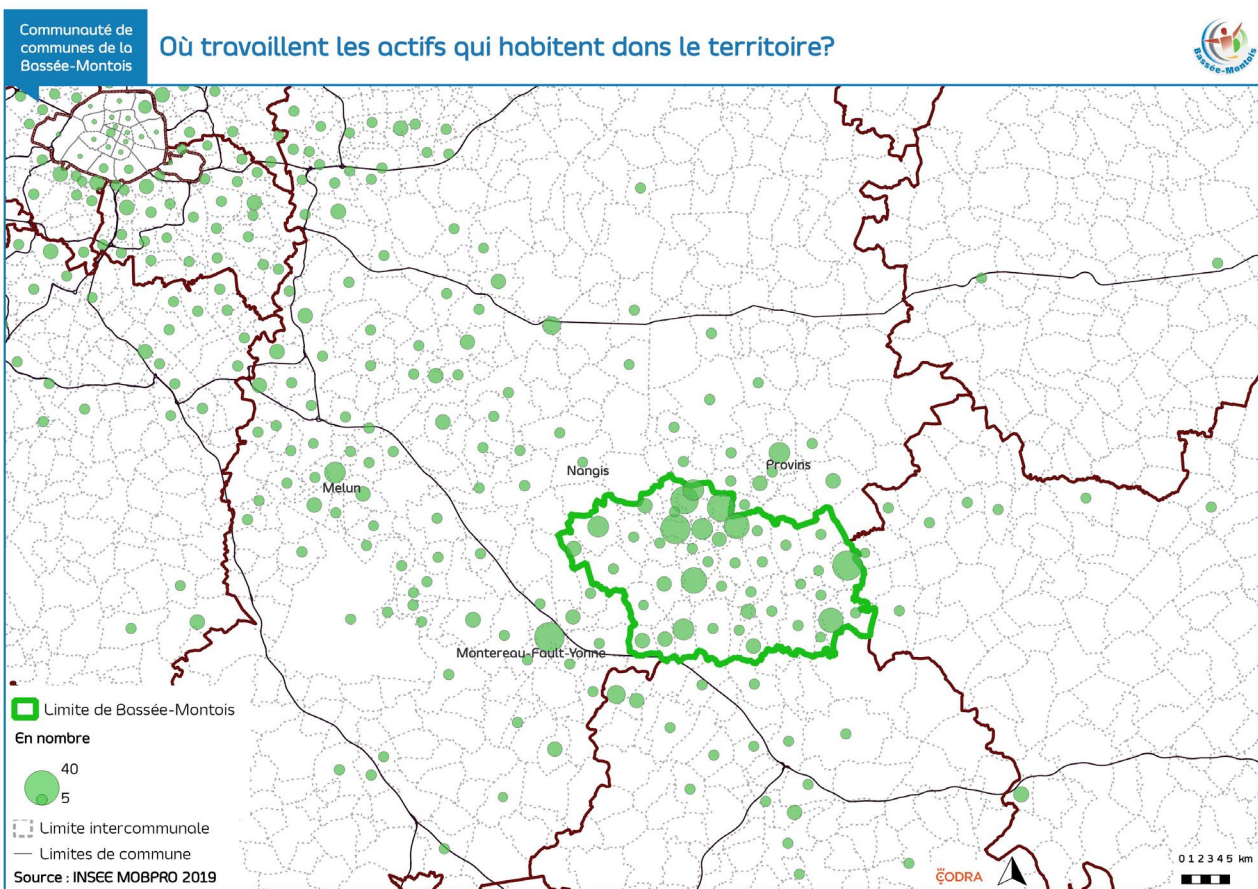 Communauté de
communes de la
Bassée-Montois
Où travaillent les actifs qui habitent dans le territoire?
Bassée-Montois
Nangis
Provins
Melun
Montereau-Fault-Yonne
Limite de Bassée-Montois
En nombre
40
5
Limite intercommunale
Limites de commune
Source : INSEE MOBPRO 2019
CODRA
0 1 2 3 4 5 km